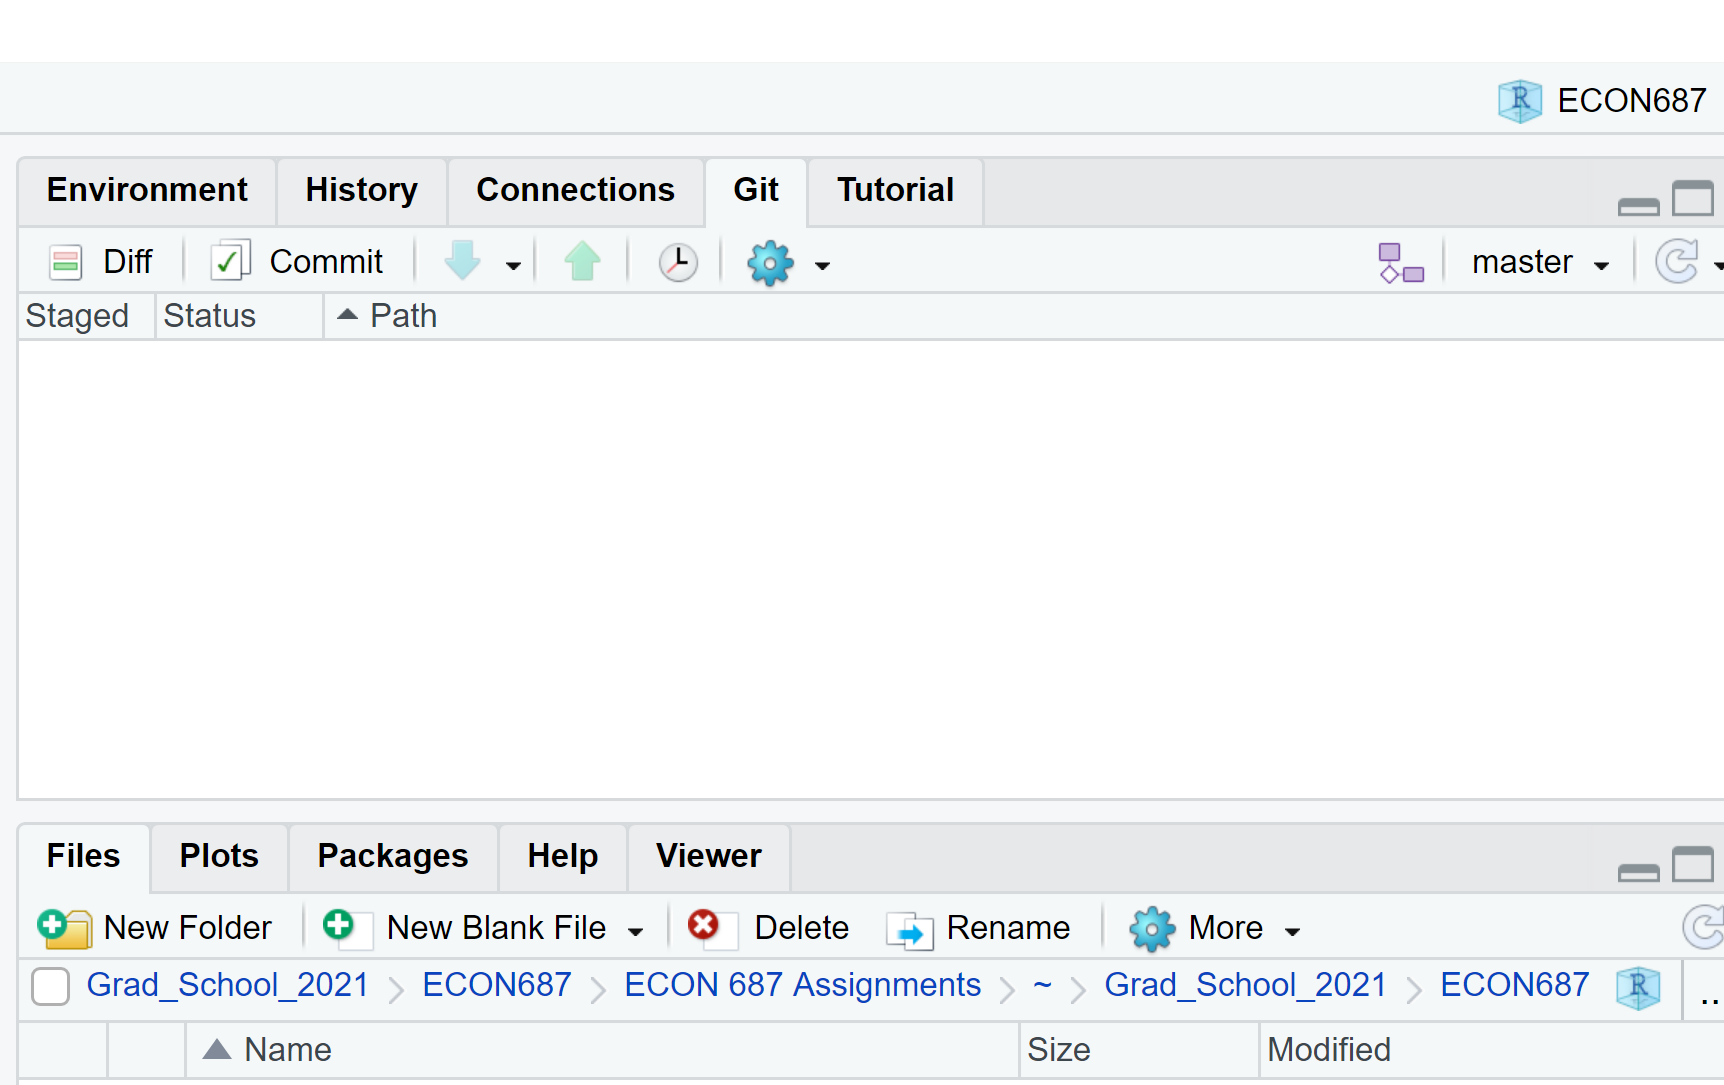 ECON687
Environment History Connections Git Tutorial
Diff Commit master
Staged Status Path
Files Plots Packages Help Viewer
New Folder New Blank File Delete Rename More
Grad_School_2021 ECON687 ECON 687 Assignments ~ Grad_School_2021 ECON687 ..
Name Size Modified